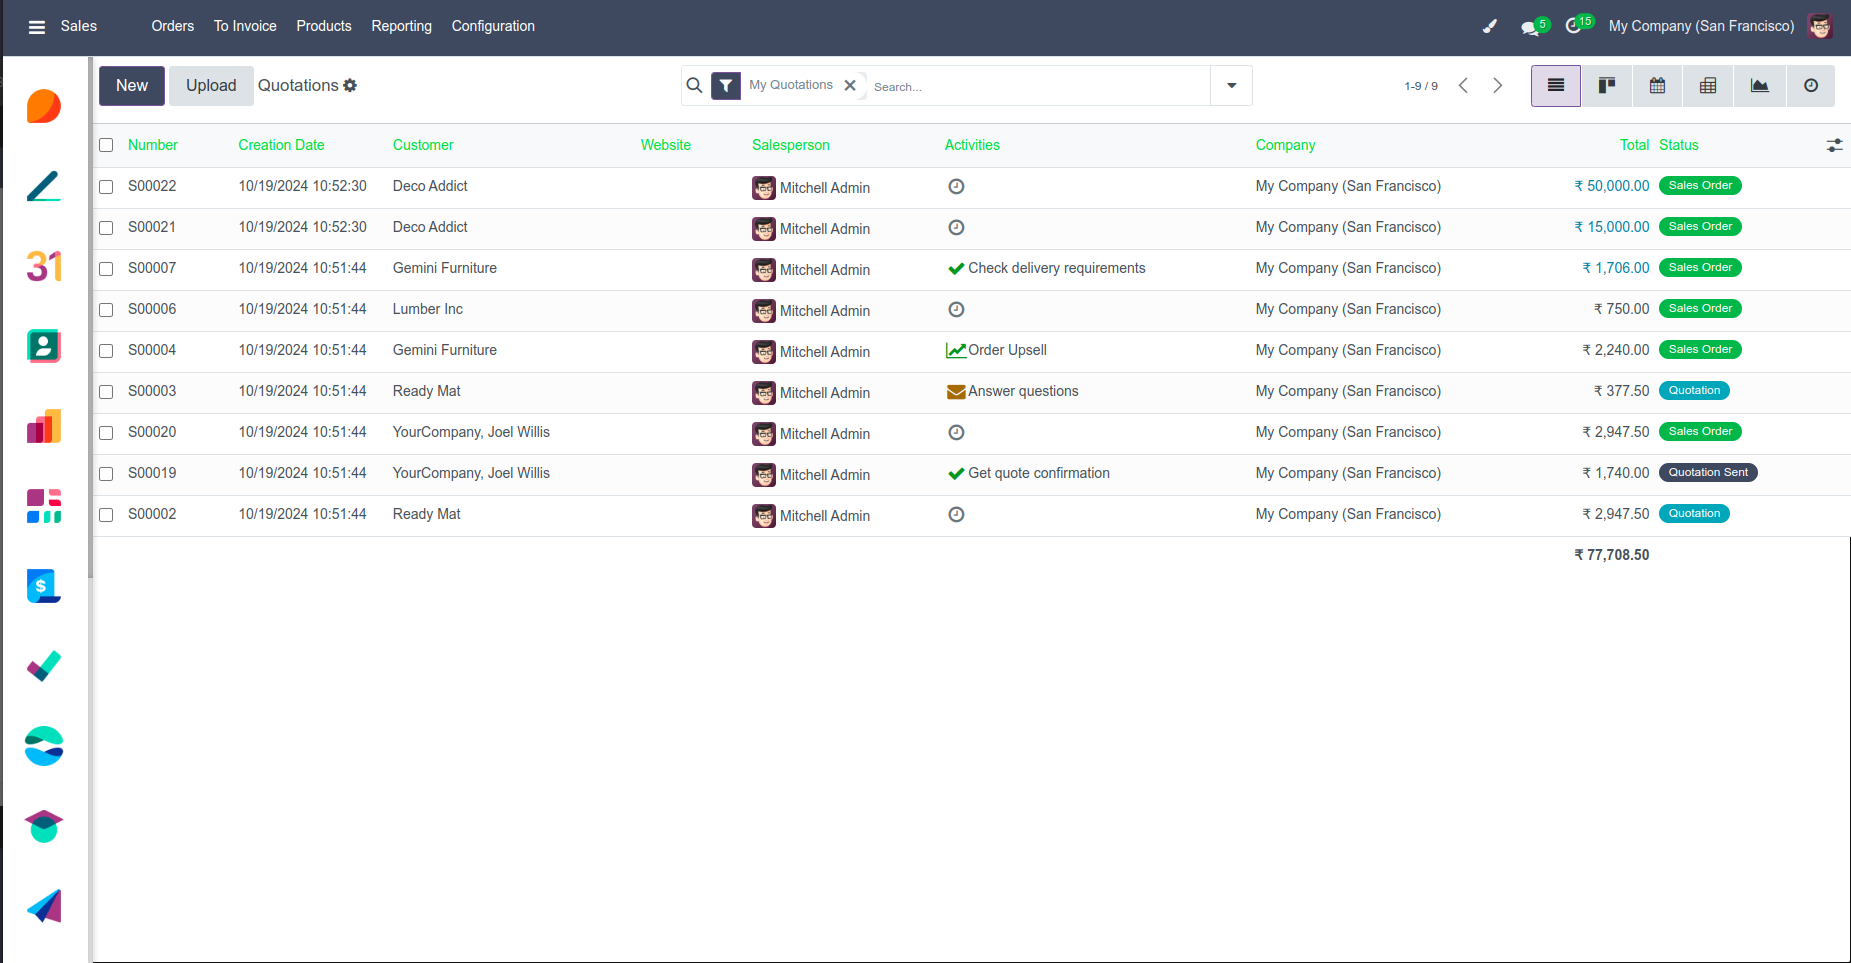 Sales Orders To Invoice Products Reporting Configuration 5 15 My Company (San Francisco)
New Upload Quotations My Quotations Search... 1-9 / 9
Number Creation Date Customer Website Salesperson Activities Company Total Status
S00022 10/19/2024 10:52:30 Deco Addict Mitchell Admin My Company (San Francisco) ₹ 50,000.00 Sales Order
S00021 10/19/2024 10:52:30 Deco Addict Mitchell Admin My Company (San Francisco) ₹ 15,000.00 Sales Order
S00007 10/19/2024 10:51:44 Gemini Furniture Mitchell Admin Check delivery requirements My Company (San Francisco) ₹ 1,706.00 Sales Order
S00006 10/19/2024 10:51:44 Lumber Inc Mitchell Admin My Company (San Francisco) ₹ 750.00 Sales Order
S00004 10/19/2024 10:51:44 Gemini Furniture Mitchell Admin Order Upsell My Company (San Francisco) ₹ 2,240.00 Sales Order
S00003 10/19/2024 10:51:44 Ready Mat Mitchell Admin Answer questions My Company (San Francisco) ₹ 377.50 Quotation
S00020 10/19/2024 10:51:44 YourCompany, Joel Willis Mitchell Admin My Company (San Francisco) ₹ 2,947.50 Sales Order
S00019 10/19/2024 10:51:44 YourCompany, Joel Willis Mitchell Admin Get quote confirmation My Company (San Francisco) ₹ 1,740.00 Quotation Sent
S00002 10/19/2024 10:51:44 Ready Mat Mitchell Admin My Company (San Francisco) ₹ 2,947.50 Quotation
₹ 77,708.50
31
$